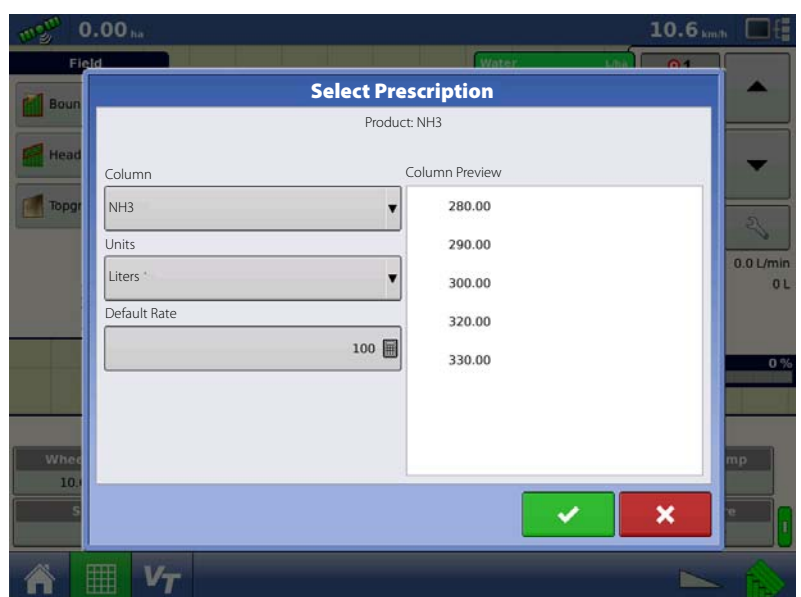 0.00 ha
10.6 km/h
Field
Water
L/ha
1
Select Prescription
Product: NH3
Boun
Head
Topgr
Column
NH3
Units
Liters
Default Rate
100
Column Preview
280.00
290.00
300.00
320.00
330.00
0.0 L/min
0 L
0 %
Whee
10.
S
mp
e
VT